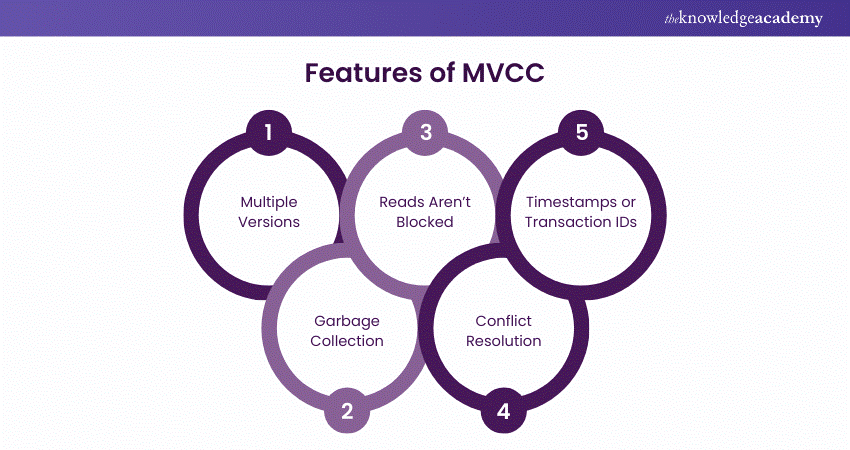 theknowledgeacademy
Features of MVCC
1
Multiple
Versions
2
Garbage
Collection
3
Reads Aren't
Blocked
4
Conflict
Resolution
5
Timestamps or
Transaction IDs